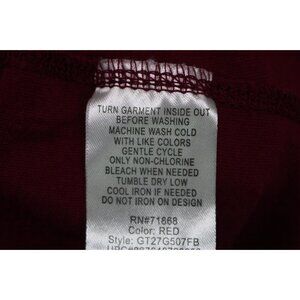 TURN GARMENT INSIDE OUT
BEFORE WASHING
MACHINE WASH COLD
WITH LIKE COLORS
GENTLE CYCLE
ONLY NON-CHLORINE
BLEACH WHEN NEEDED
TUMBLE DRY LOW
COOL IRON IF NEEDED
DO NOT IRON ON DESIGN
RN#71868
Color: RED
Style: GT27G507FB